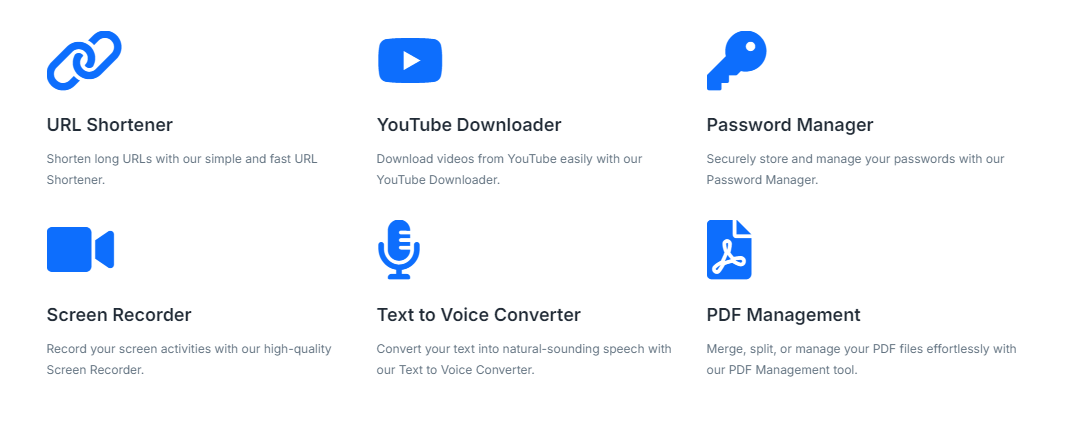 URL Shortener
Shorten long URLs with our simple and fast URL
Shortener.
YouTube Downloader
Download videos from YouTube easily with our
YouTube Downloader.
Password Manager
Securely store and manage your passwords with our
Password Manager.
Screen Recorder
Record your screen activities with our high-quality
Screen Recorder.
Text to Voice Converter
Convert your text into natural-sounding speech with
our Text to Voice Converter.
PDF Management
Merge, split, or manage your PDF files effortlessly with
our PDF Management tool.